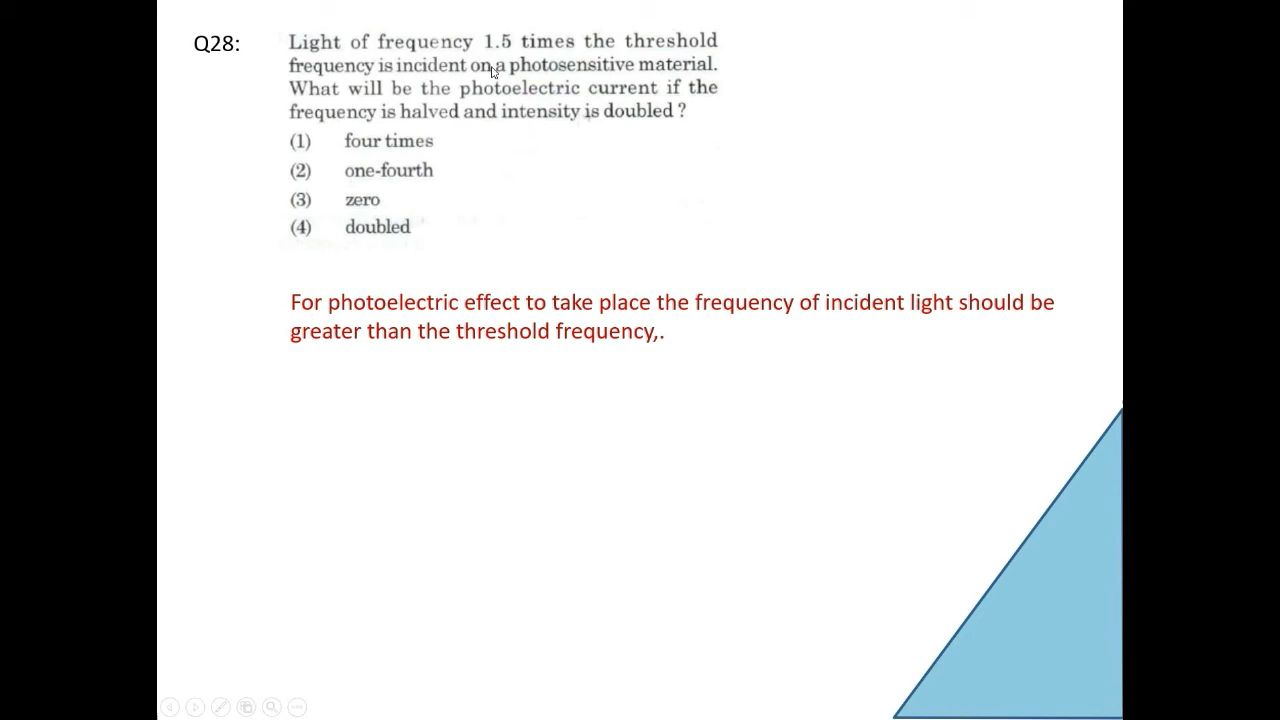 Q28:
Light of frequency 1.5 times the threshold
frequency is incident on a photosensitive material.
What will be the photoelectric current if the
frequency is halved and intensity is doubled ?
(1) four times
(2) one-fourth
(3) zero
(4) doubled
For photoelectric effect to take place the frequency of incident light should be
greater than the threshold frequency,.